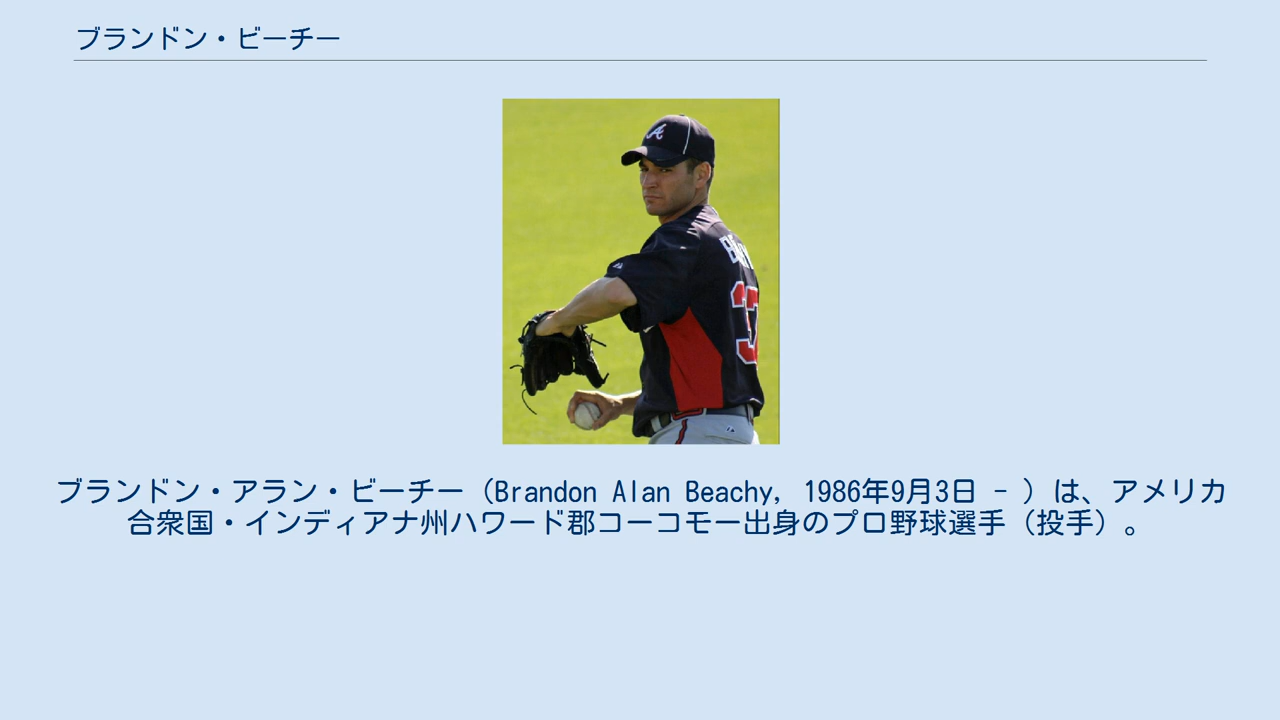 ブランドン・ビーチー
A
37
ブランドン・アラン・ビーチー（Brandon Alan Beachy, 1986年9月3日 - ）は、アメリカ
合衆国・インディアナ州ハワード郡コーコモー出身のプロ野球選手（投手）。